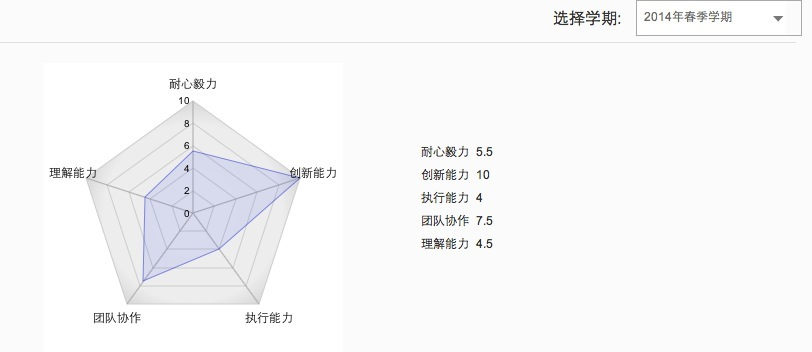 选择学期: 2014年春季学期
耐心毅力
10
8
6
4
2
0
理解能力
创新能力
团队协作
执行能力
耐心毅力 5.5
创新能力 10
执行能力 4
团队协作 7.5
理解能力 4.5